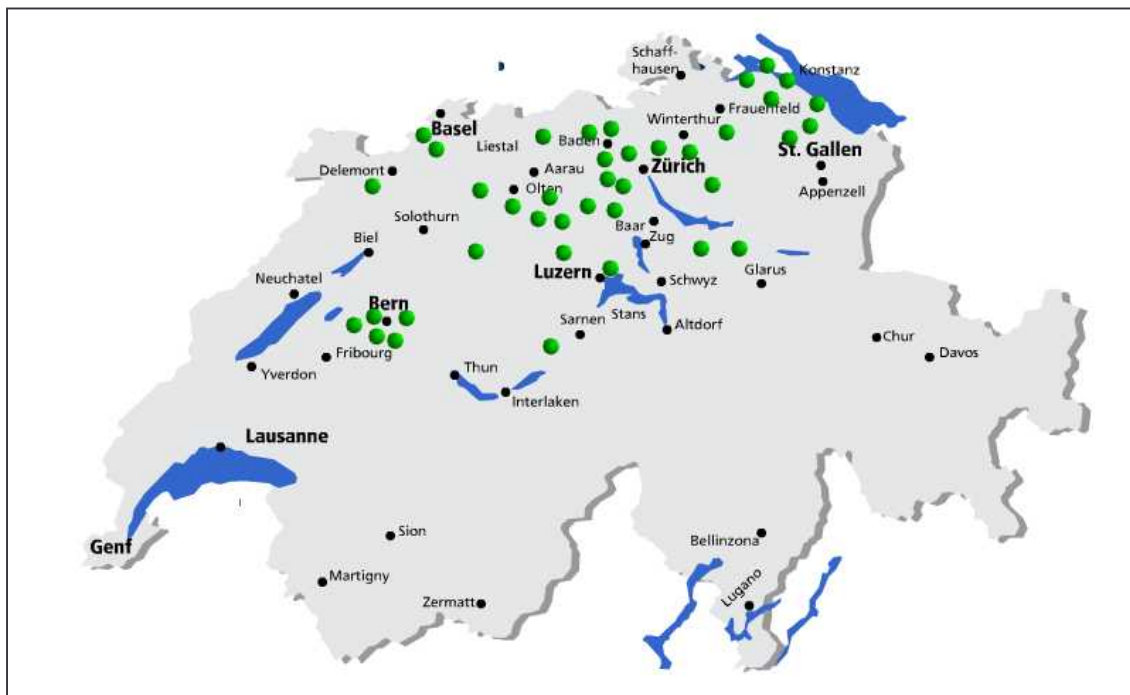 Schaff-
hausen
Konstanz
Frauenfeld
Winterthur
Basel
Liestal
Baden
St. Gallen
Delemont
Aarau
Zürich
Olten
Appenzell
Solothurn
Baar
Biel
Zug
Neuchatel
Luzern
Schwyz
Glarus
Bern
Stans
Sarnen
Altdorf
Chur
Fribourg
Davos
Yverdon
Thun
Interlaken
Lausanne
Sion
Bellinzona
Genf
Martigny
Lugano
Zermatt